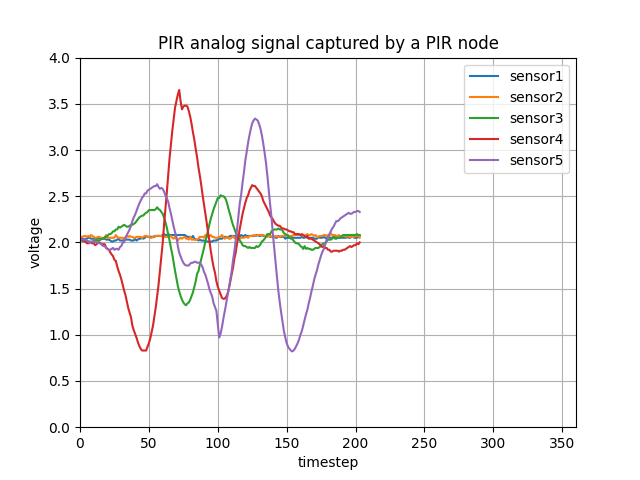 PIR analog signal captured by a PIR node
4.0
3.5
3.0
2.5
2.0
1.5
1.0
0.5
0.0
voltage
sensor1
sensor2
sensor3
sensor4
sensor5
0 50 100 150 200 250 300 350
timestep